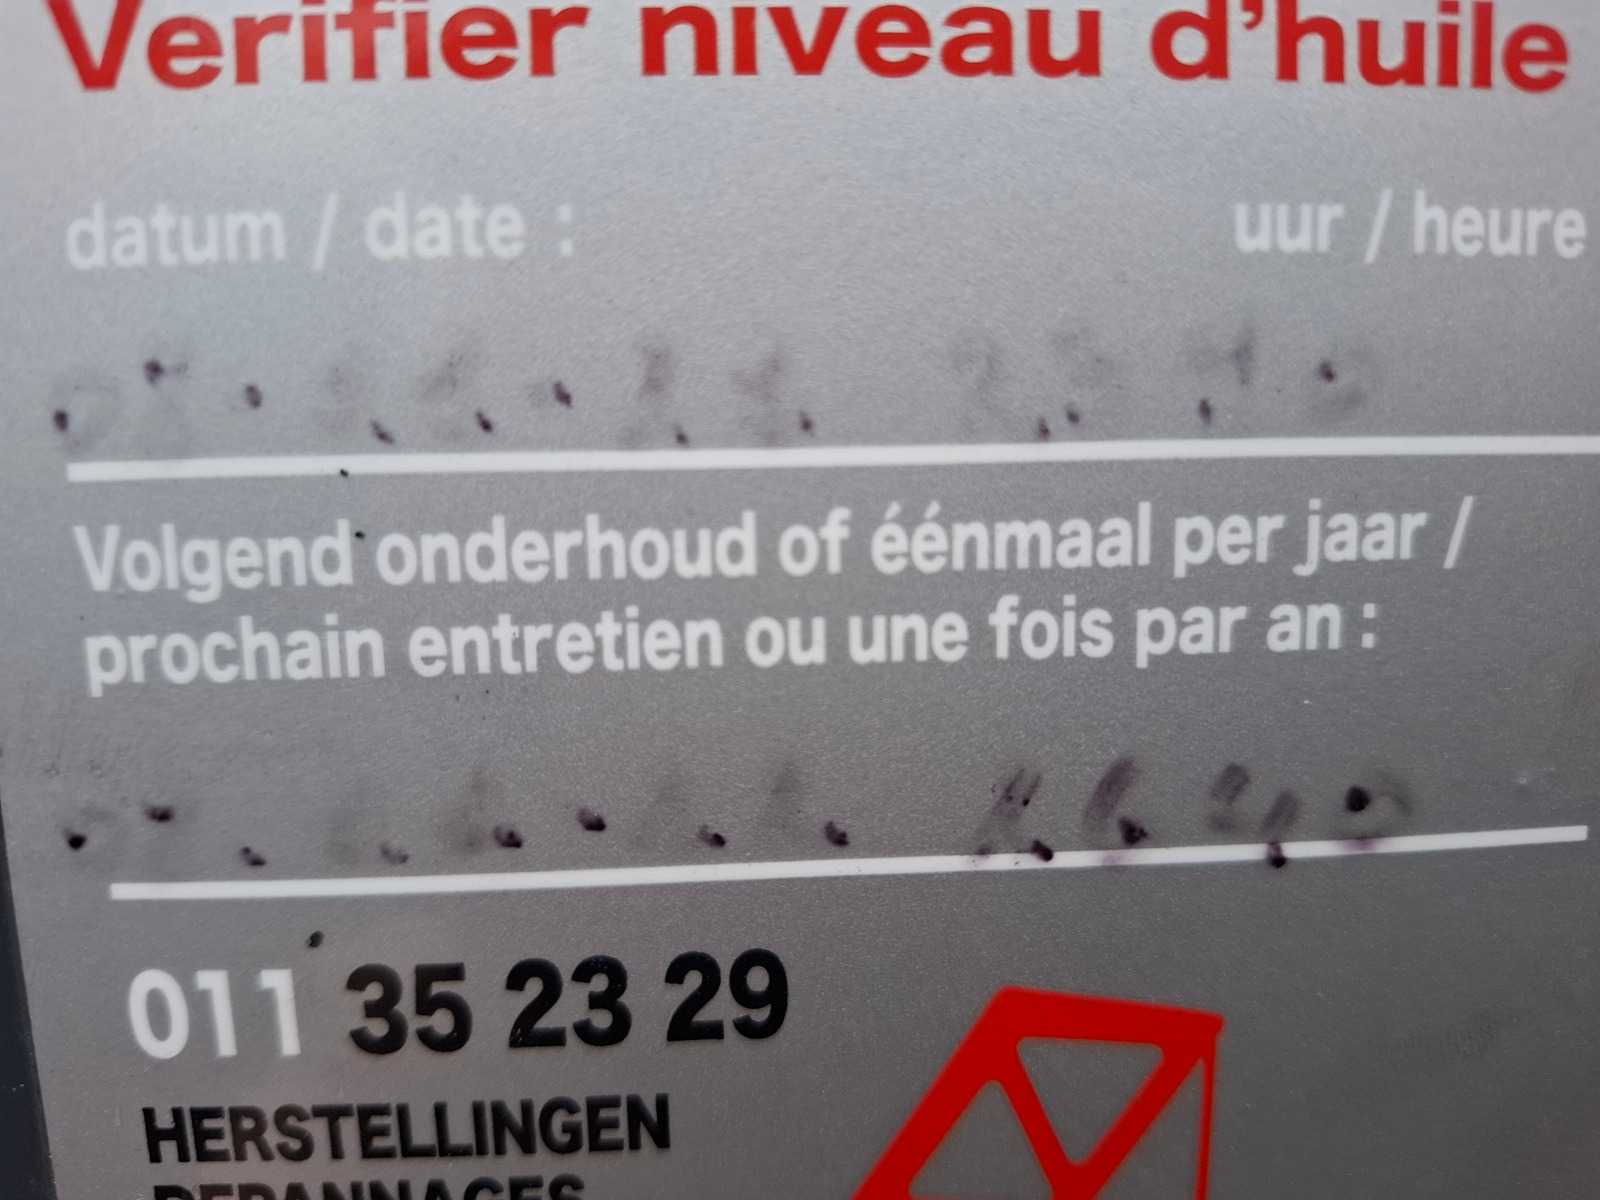 Verifier niveau d'huile
datum / date : uur / heure
Volgend onderhoud of éénmaal per jaar /
prochain entretien ou une fois par an :
011 35 23 29
HERSTELLINGEN
DEPANNAGES